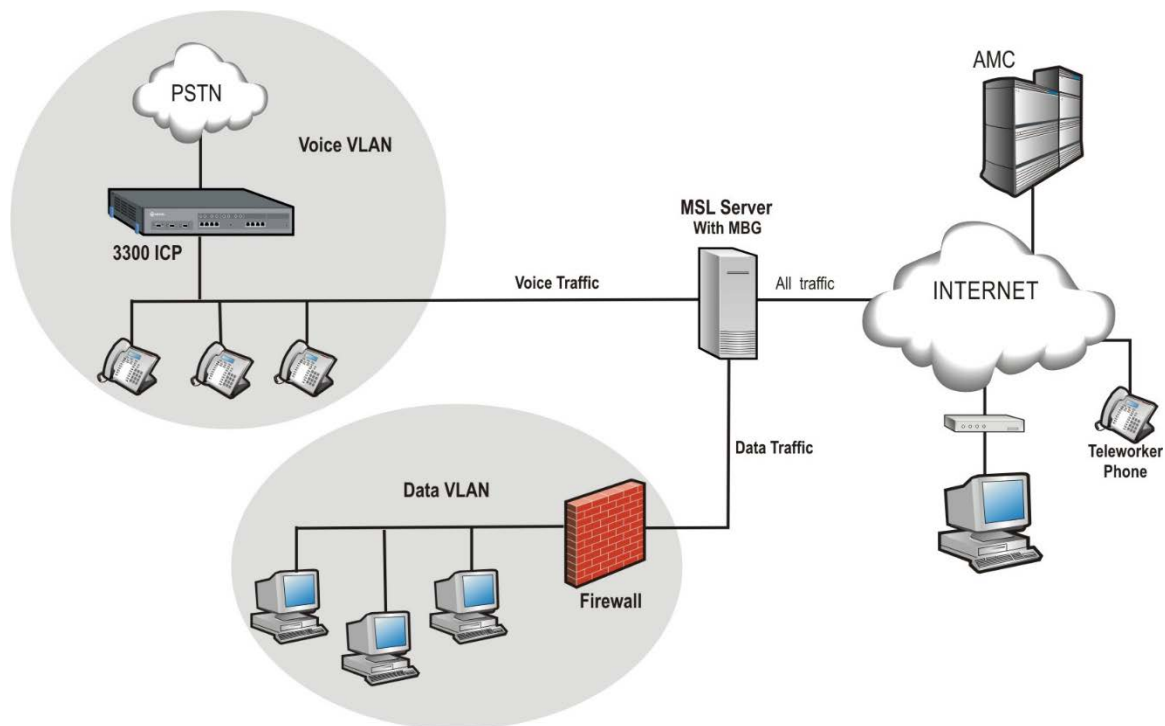 PSTN
Voice VLAN
3300 ICP
Voice Traffic
MSL Server
With MBG
All traffic
AMC
INTERNET
Teleworker
Phone
Data Traffic
Data VLAN
Firewall